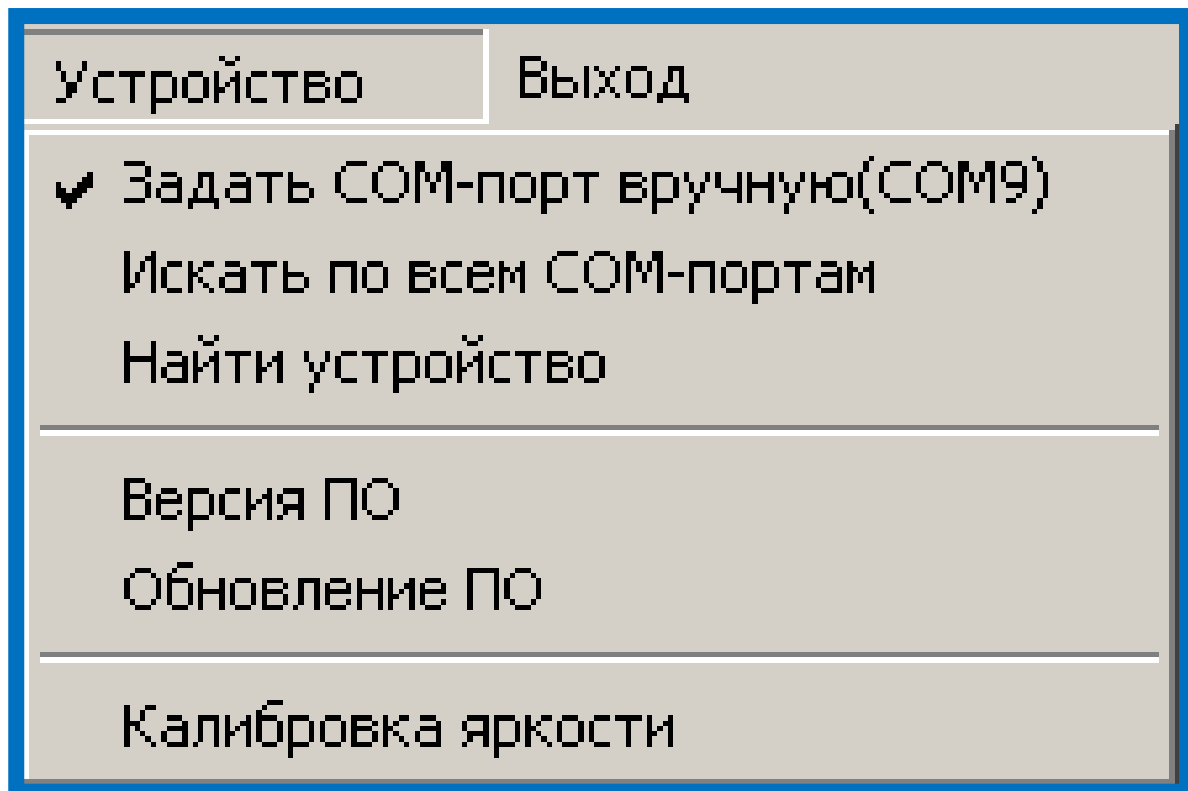 Устройство Выход
Задать COM-порт вручную(COM9)
Искать по всем COM-портам
Найти устройство
Версия ПО
Обновление ПО
Калибровка яркости